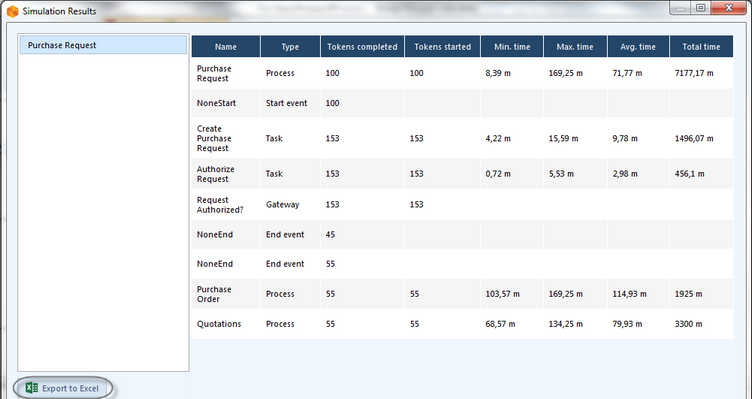 Simulation Results
Purchase Request
Name Type Tokens completed Tokens started Min. time Max. time Avg. time Total time
Purchase
Request Process 100 100 8,39 m 169,25 m 71,77 m 7177,17 m
NoneStart Start event 100
Create
Purchase
Request Task 153 153 4,22 m 15,59 m 9,78 m 1496,07 m
Authorize
Request Task 153 153 0,72 m 5,53 m 2,98 m 456,1 m
Request
Authorized? Gateway 153 153
NoneEnd End event 45
NoneEnd End event 55
Purchase
Order Process 55 55 103,57 m 169,25 m 114,93 m 1925 m
Quotations Process 55 55 68,57 m 134,25 m 79,93 m 3300 m
Export to Excel